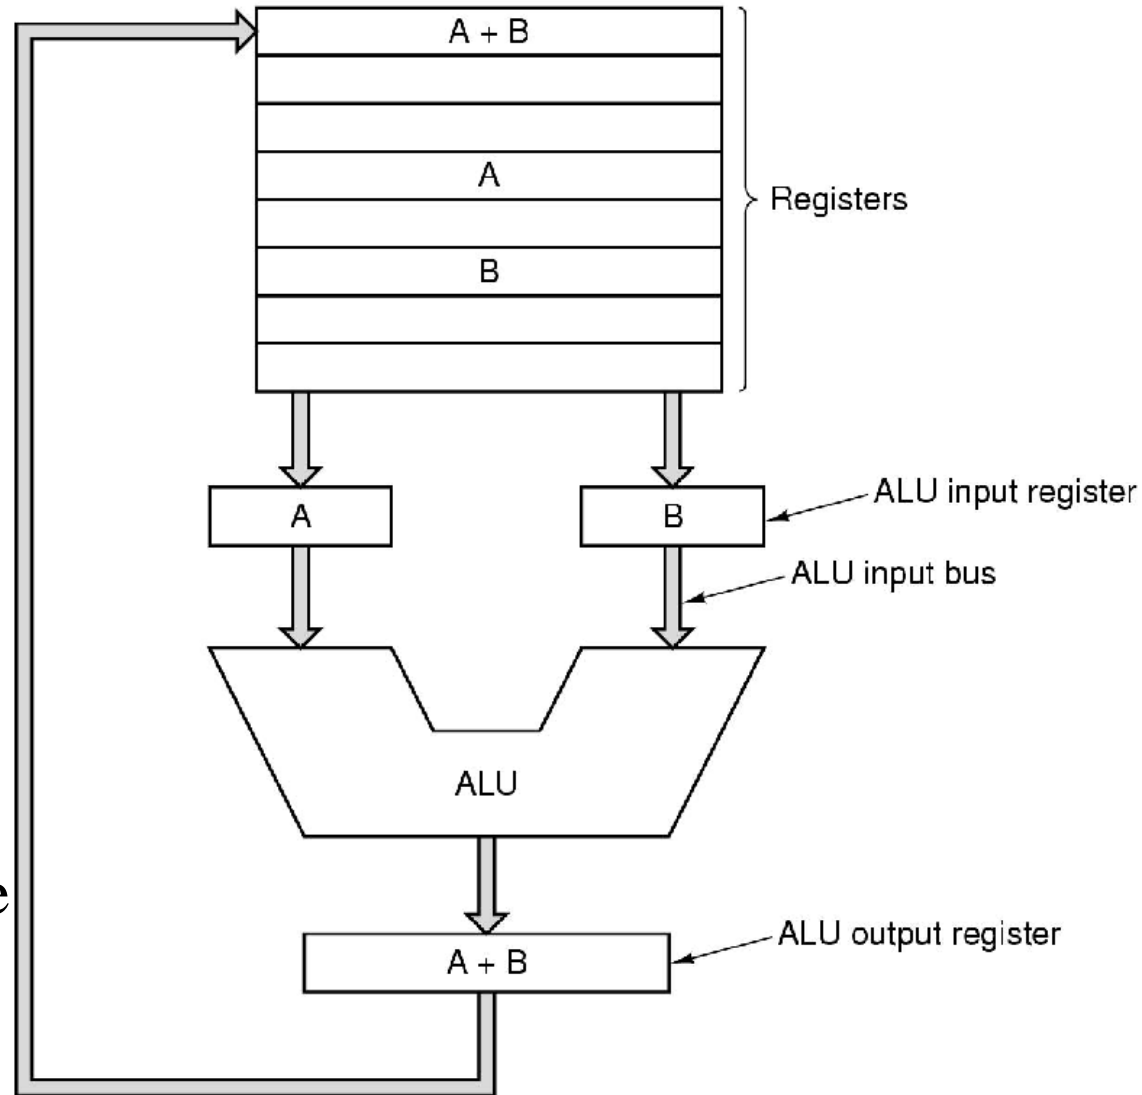 A + B
A
Registers
B
A
B
ALU input register
ALU input bus
ALU
e
A + B
ALU output register